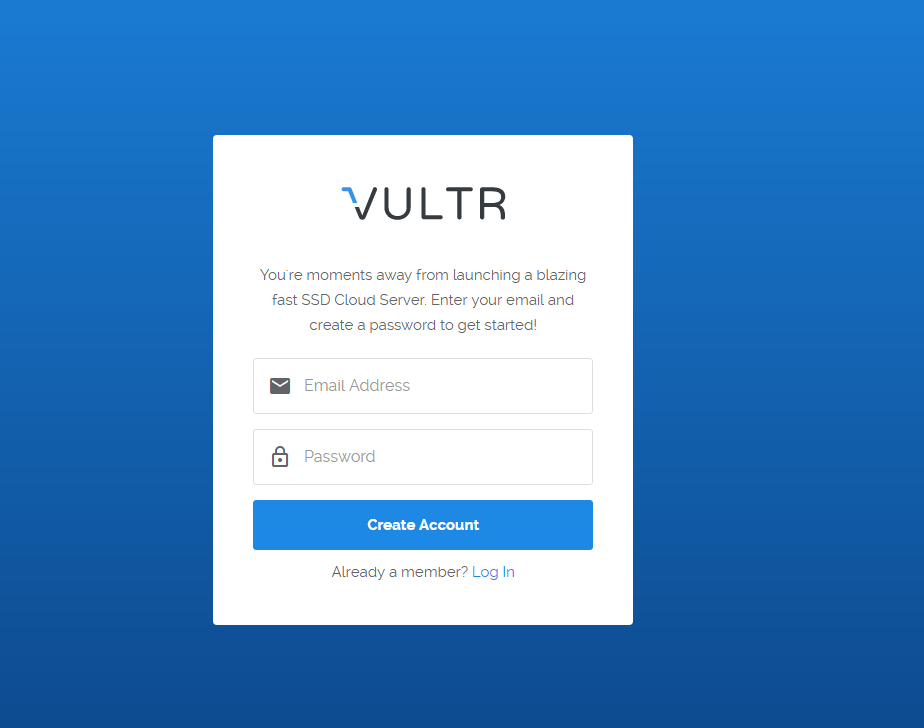 VULTR
You're moments away from launching a blazing
fast SSD Cloud Server. Enter your email and
create a password to get started!
Email Address
Password
Create Account
Already a member? Log In